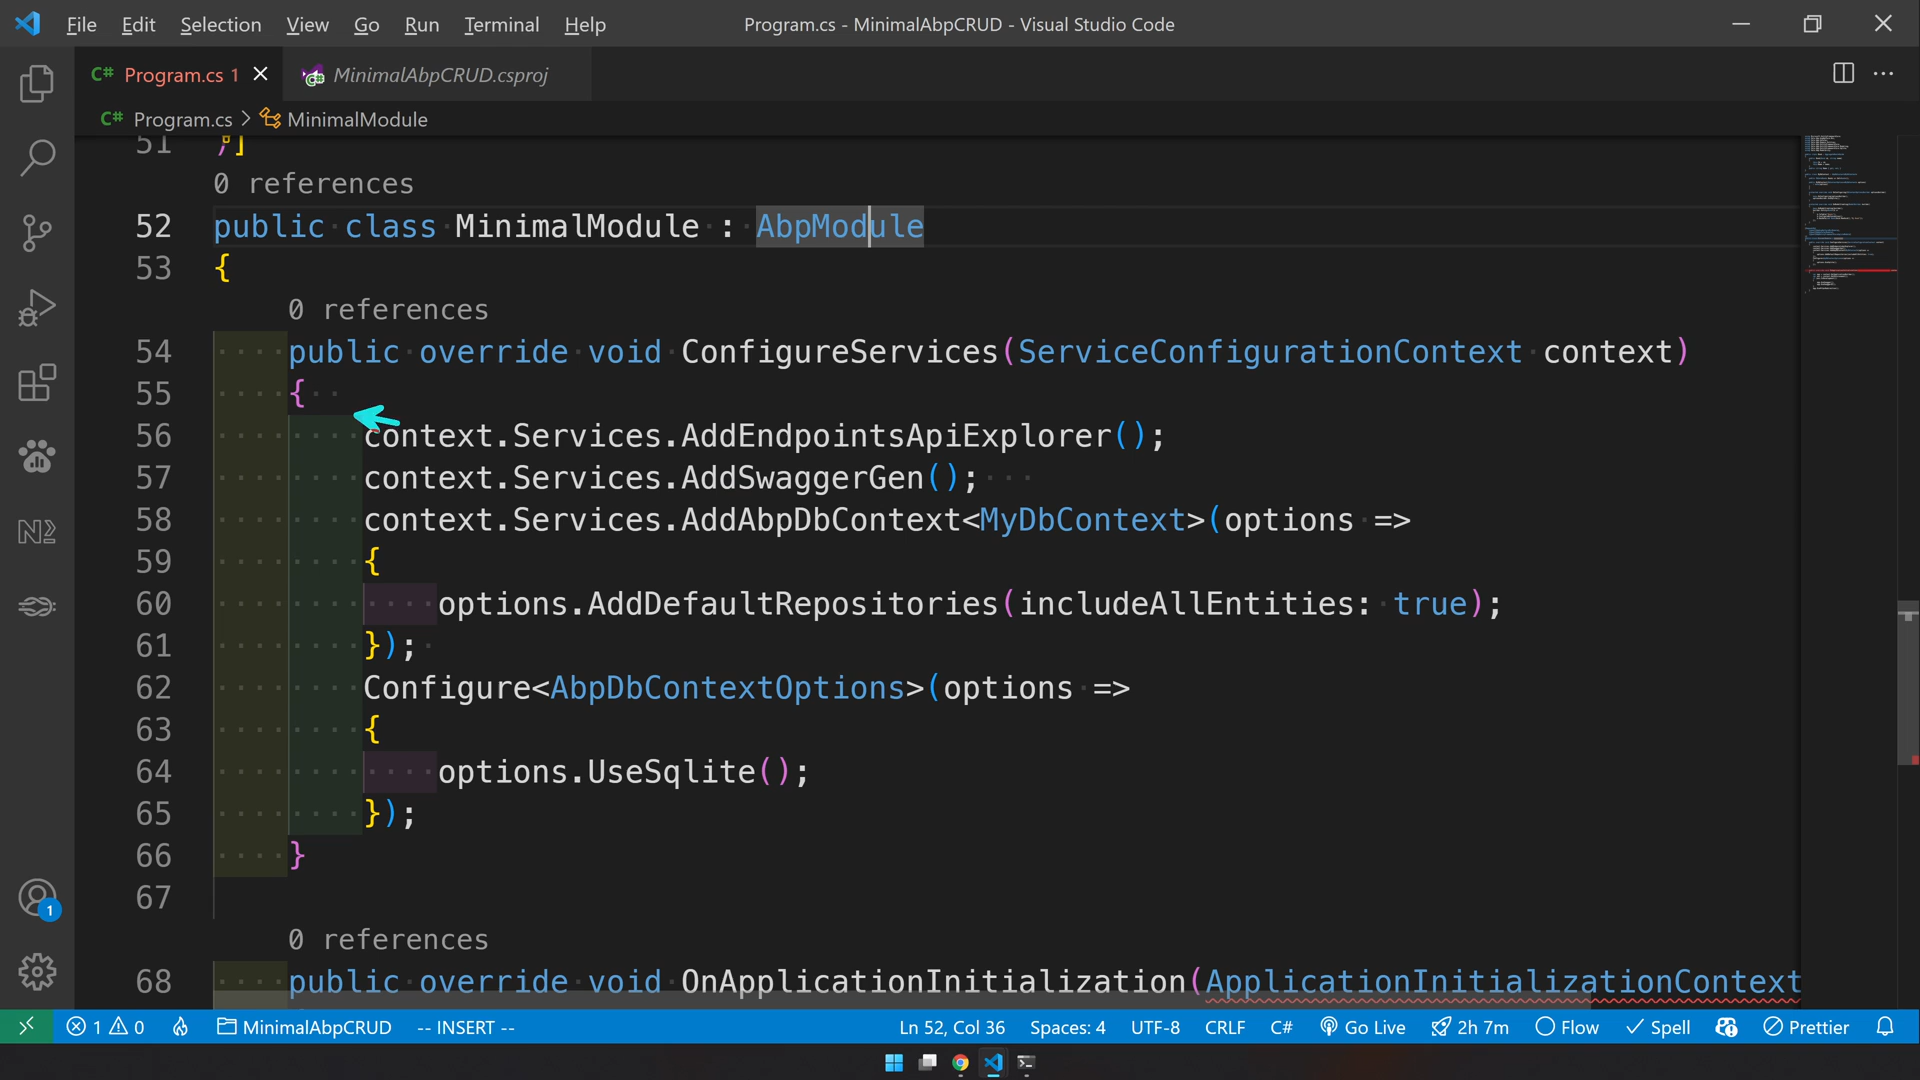 File Edit Selection View Go Run Terminal Help
Program.cs - MinimalAbpCRUD - Visual Studio Code
C# Program.cs 1
MinimalAbpCRUD.csproj
C# Program.cs > MinimalModule
51 ,]
0 references
52 public class MinimalModule : AbpModule
53 {
0 references
54 public override void ConfigureServices(ServiceConfigurationContext context)
55 {
56 context.Services.AddEndpointsApiExplorer();
57 context.Services.AddSwaggerGen();
58 context.Services.AddAbpDbContext<MyDbContext>(options =>
59 {
60 options.AddDefaultRepositories(includeAllEntities: true);
61 });
62 Configure<AbpDbContextOptions>(options =>
63 {
64 options.UseSqlite();
65 });
66 }
67
0 references
68 public override void OnApplicationInitialization(ApplicationInitializationContext
1
1 0 MinimalAbpCRUD -- INSERT -- Ln 52, Col 36 Spaces: 4 UTF-8 CRLF C# Go Live 2h 7m Flow Spell Prettier